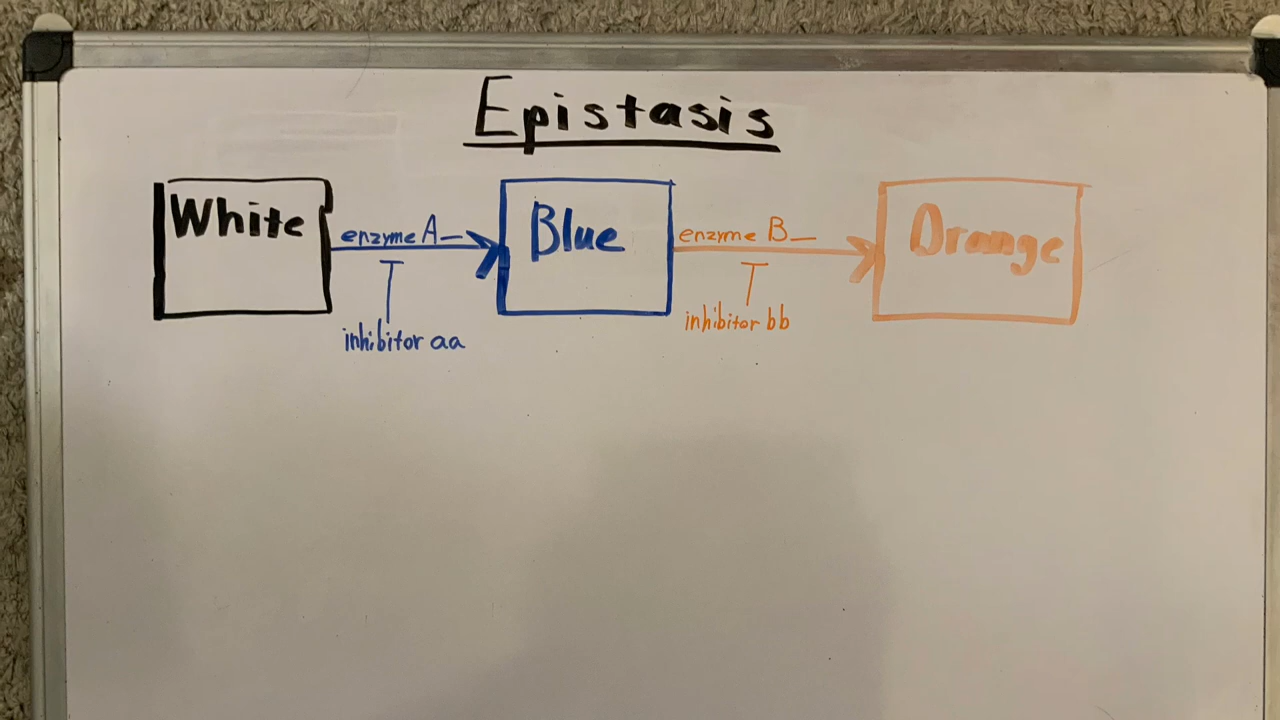 Epistasis
White
enzyme A_
inhibitor aa
Blue
enzyme B_
inhibitor bb
Orange